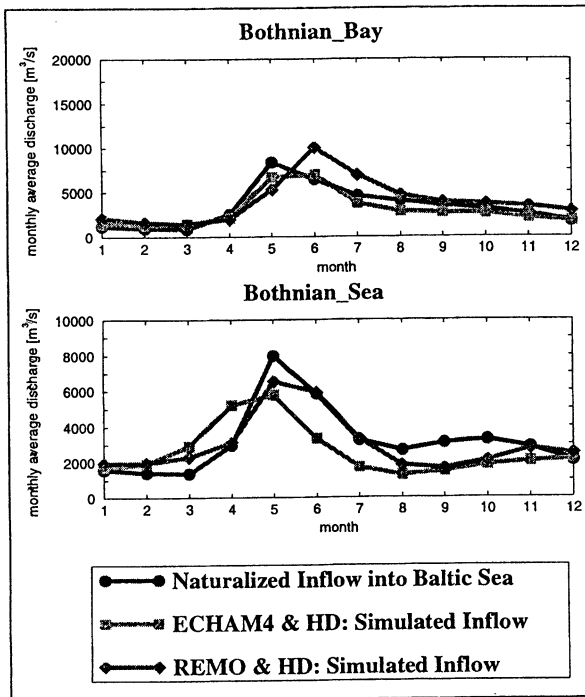 Bothnian_Bay
monthly average discharge [m³/s]
20000
15000
10000
5000
0
1 2 3 4 5 6 7 8 9 10 11 12
month
Bothnian_Sea
monthly average discharge [m³/s]
10000
8000
6000
4000
2000
0
1 2 3 4 5 6 7 8 9 10 11 12
month
Naturalized Inflow into Baltic Sea
ECHAM4 & HD: Simulated Inflow
REMO & HD: Simulated Inflow